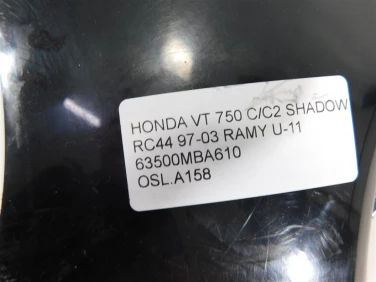 HONDA VT 750 C/C2 SHADOW
RC44 97-03 RAMY U-11
63500MBA610
OSL.A158